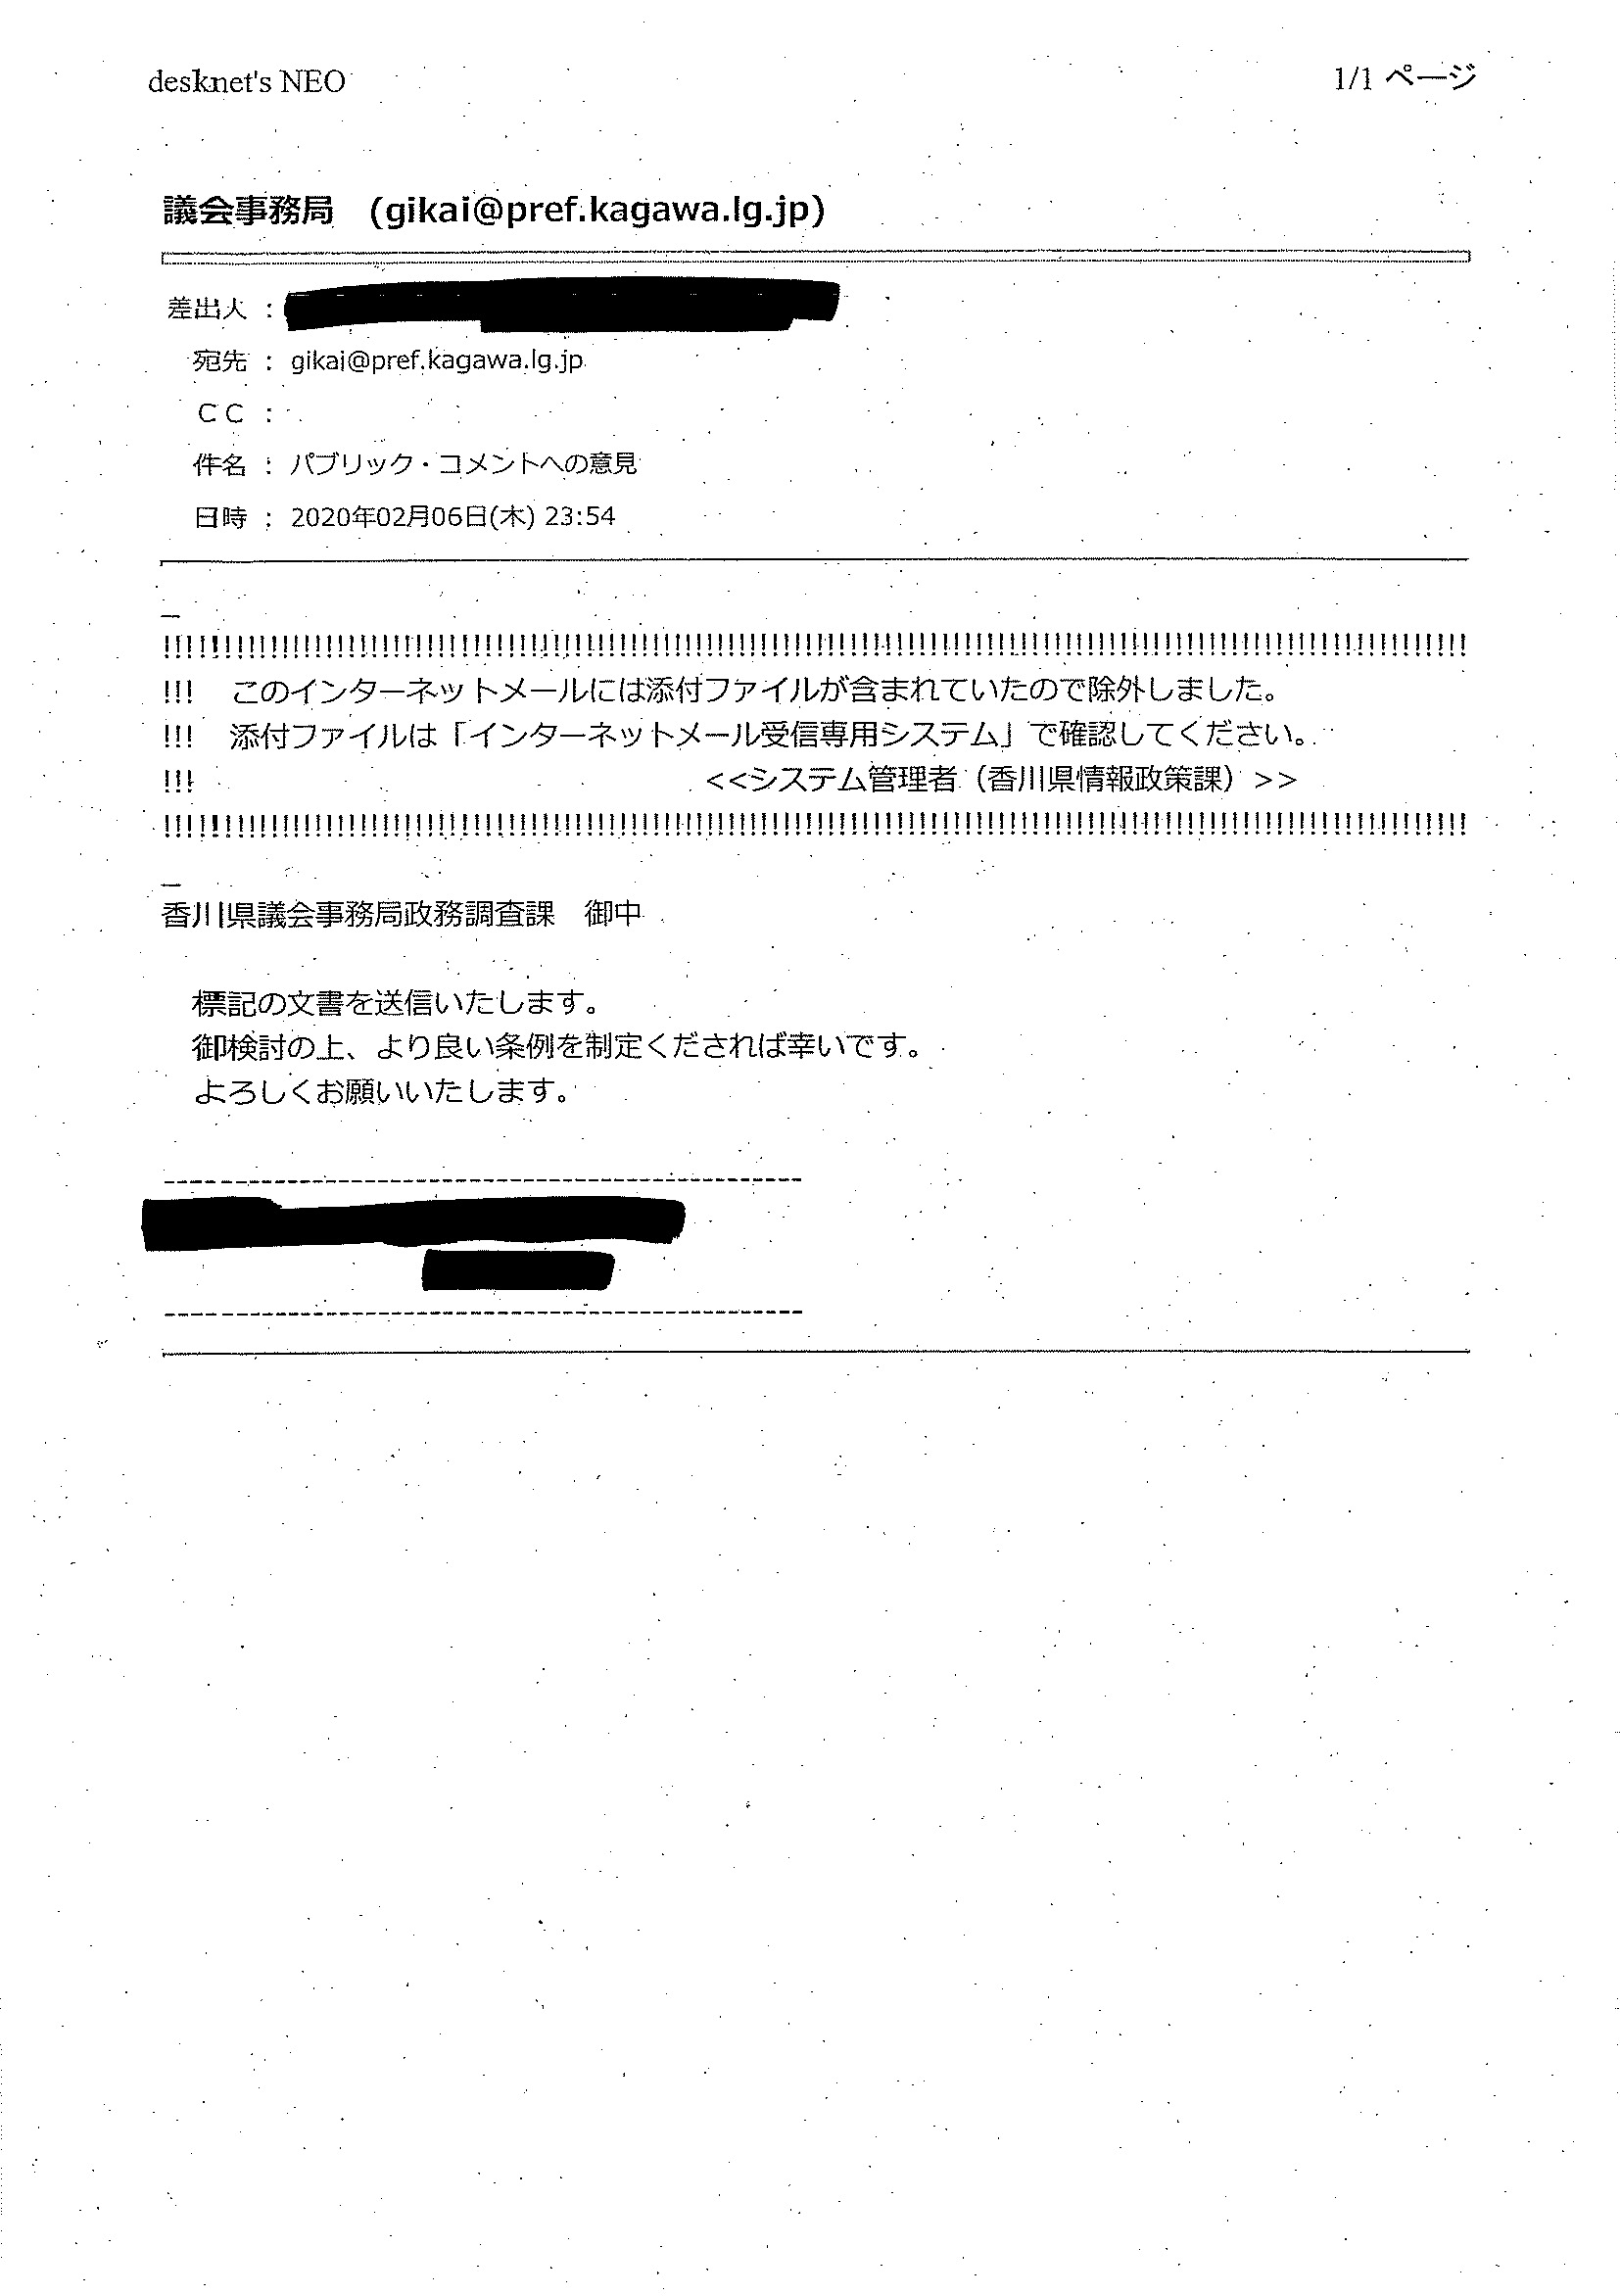 desknet's NEO
1/1 ページ
議会事務局　(gikai@pref.kagawa.lg.jp)
差出人 :
宛先 : gikai@pref.kagawa.lg.jp
ＣＣ :
件名 : パブリック・コメントへの意見
日時 : 2020年02月06日(木) 23:54
!!!!!!!!!!!!!!!!!!!!!!!!!!!!!!!!!!!!!!!!!!!!!!!!!!!!!!!!!!!!!!!!!!!!!!!!!!!!!!!!!!!!!!!!!!!!!!!!!!!!!!!!!!!!!!
!!!　このインターネットメールには添付ファイルが含まれていたので除外しました。
!!!　添付ファイルは「インターネットメール受信専用システム」で確認してください。
!!!　<<システム管理者（香川県情報政策課）>>
!!!!!!!!!!!!!!!!!!!!!!!!!!!!!!!!!!!!!!!!!!!!!!!!!!!!!!!!!!!!!!!!!!!!!!!!!!!!!!!!!!!!!!!!!!!!!!!!!!!!!!!!!!!!!!
香川県議会事務局政務調査課　御中
標記の文書を送信いたします。
御検討の上、より良い条例を制定くだされば幸いです。
よろしくお願いいたします。